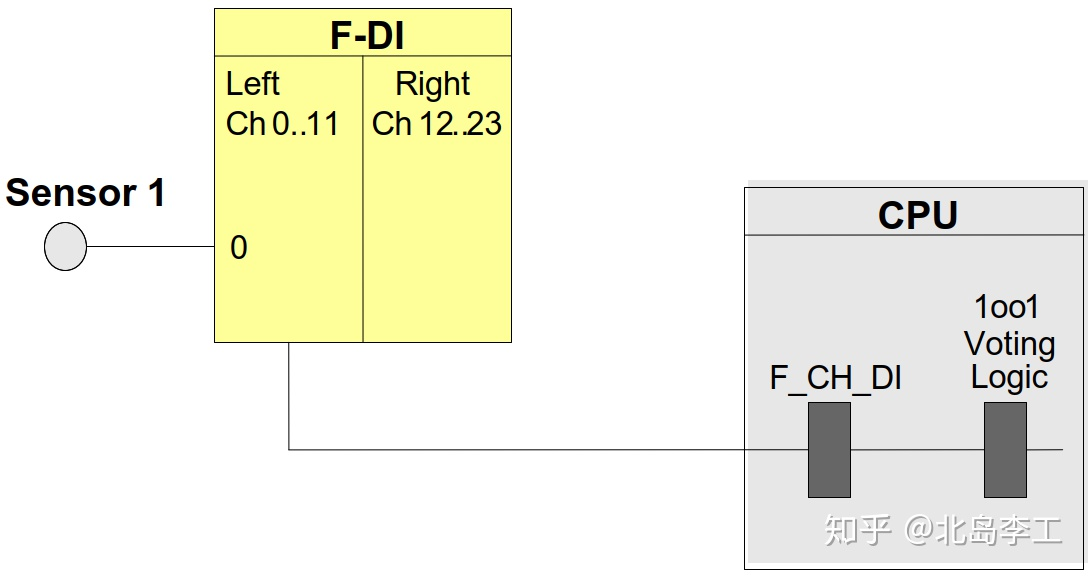 F-DI
Left
Ch 0..11
Right
Ch 12..23
Sensor 1
0
CPU
1oo1
Voting
Logic
F_CH_DI
知乎 @北岛李工